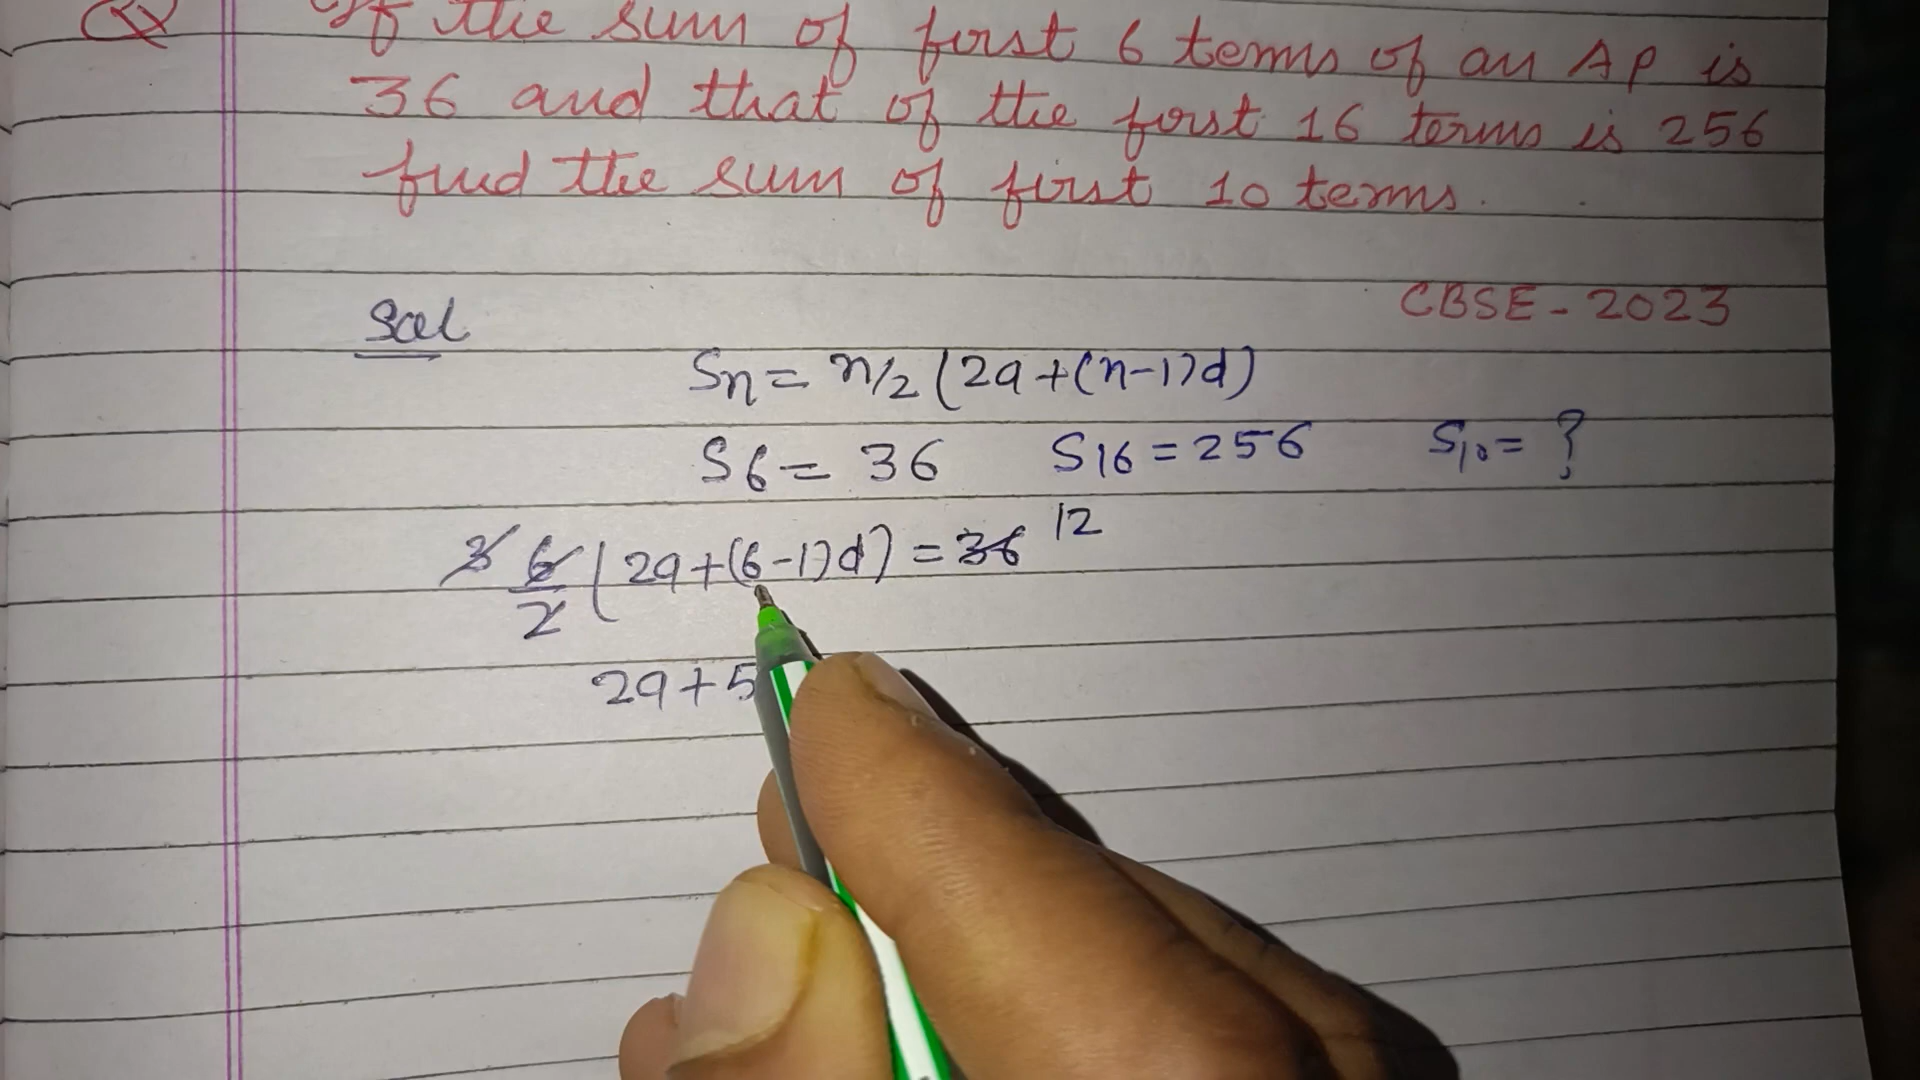 Q If the sum of first 6 terms of an AP is
36 and that of the first 16 terms is 256
find the sum of first 10 terms.
CBSE - 2023
Sol
Sn = n/2 (2a+(n-1)d)
S6 = 36 S16 = 256 S10 = ?
3 6/2 (2a+(6-1)d) = 36 12
2a+5